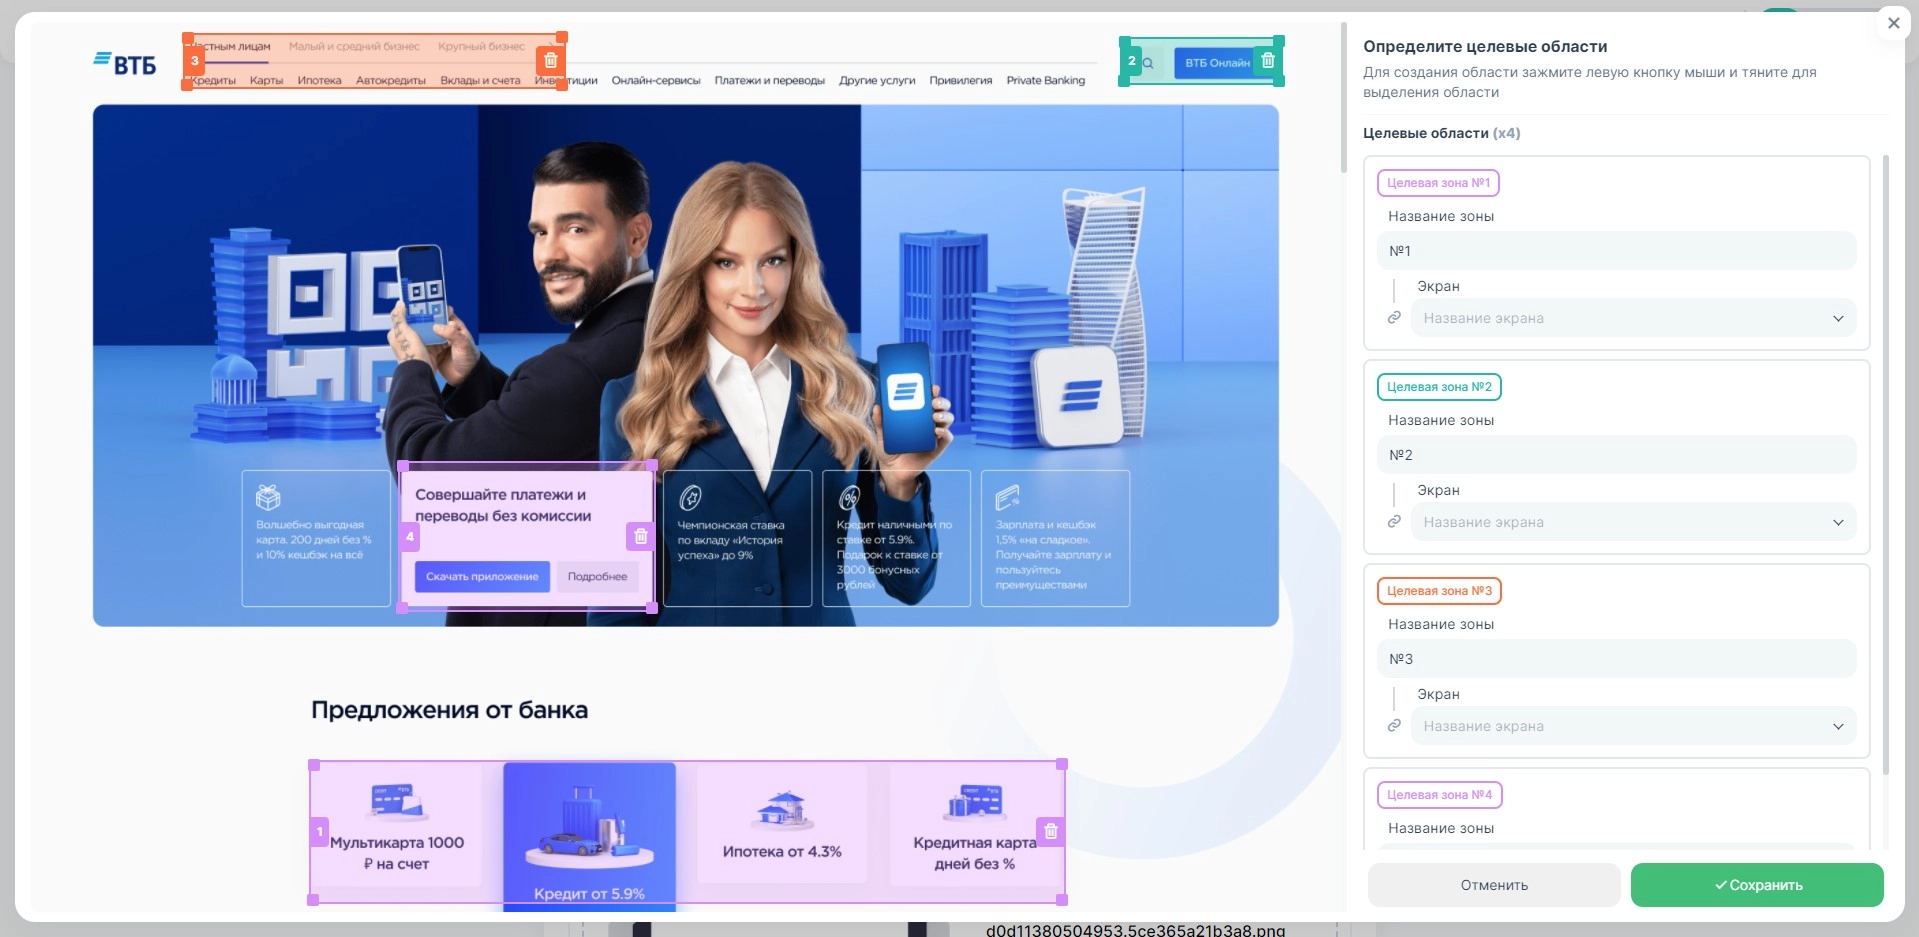 ВТБ
3
частным лицам
Малый и средний бизнес
Крупный бизнес
Кредиты
Карты
Ипотека
Автокредиты
Вклады и счета
Инвестиции
Онлайн-сервисы
Платежи и переводы
Другие услуги
Привилегия
Private Banking
2
ВТБ Онлайн
Волшебно выгодная
карта. 200 дней без %
и 10% кешбэк на всё
Совершайте платежи и
переводы без комиссии
4
Скачать приложение
Подробнее
Чемпионская ставка
по вкладу «История
успеха» до 9%
Кредит наличными по
ставке от 5.9%.
Подарок к ставке от
3000 бонусных
рублей
Зарплата и кешбэк
1,5% «на сладкое».
Получайте зарплату и
пользуйтесь
преимуществами
Предложения от банка
1
Мультикарта 1000
₽ на счет
Кредит от 5.9%
Ипотека от 4.3%
Кредитная карта
дней без %
Определите целевые области
Для создания области зажмите левую кнопку мыши и тяните для
выделения области
Целевые области (x4)
Целевая зона №1
Название зоны
№1
Экран
Название экрана
Целевая зона №2
Название зоны
№2
Экран
Название экрана
Целевая зона №3
Название зоны
№3
Экран
Название экрана
Целевая зона №4
Название зоны
Отменить
Сохранить
d0d11380504953.5ce365a21b3a8.png